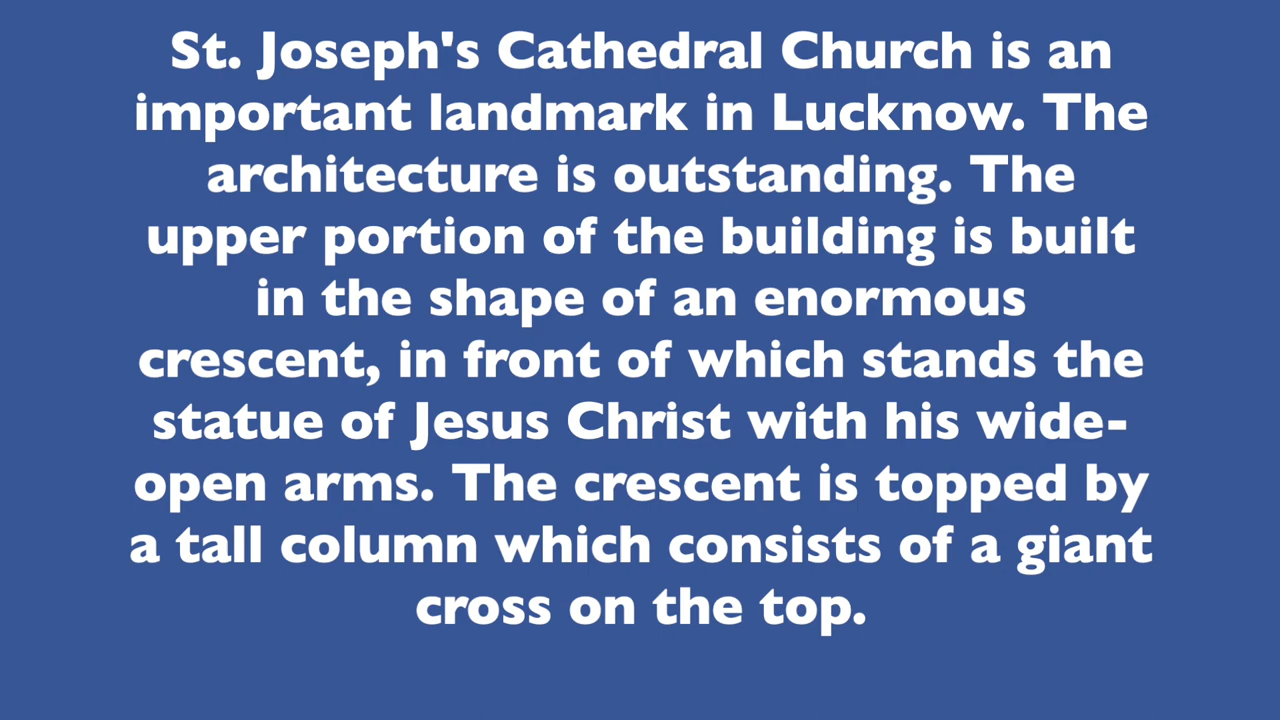 St. Joseph's Cathedral Church is an
important landmark in Lucknow. The
architecture is outstanding. The
upper portion of the building is built
in the shape of an enormous
crescent, in front of which stands the
statue of Jesus Christ with his wide-
open arms. The crescent is topped by
a tall column which consists of a giant
cross on the top.